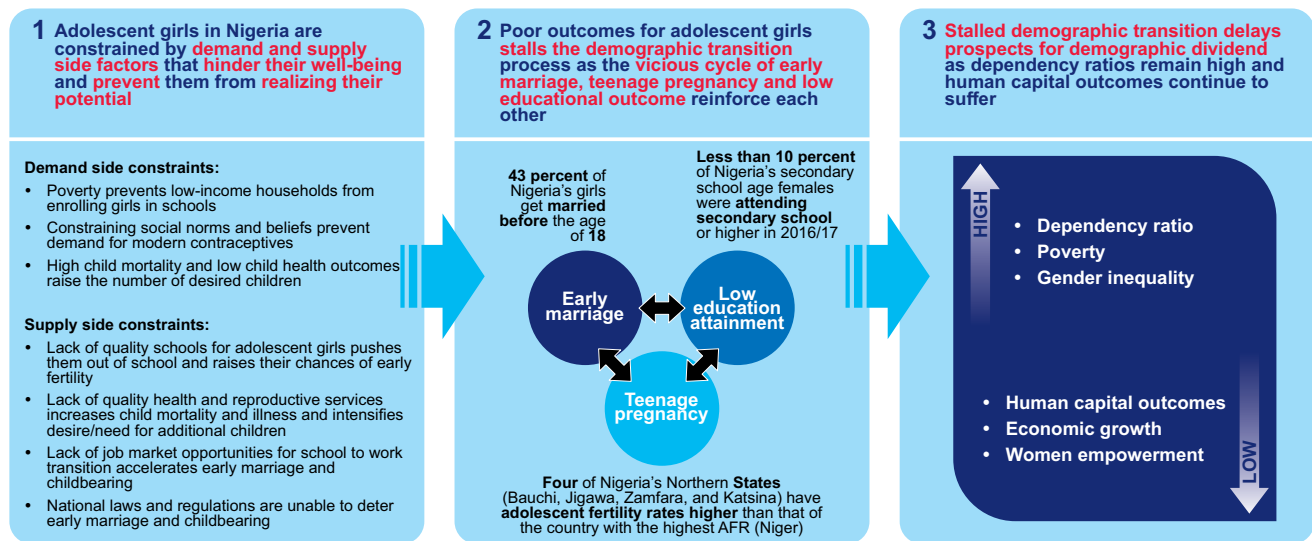 1 Adolescent girls in Nigeria are
constrained by demand and supply
side factors that hinder their well-being
and prevent them from realizing their
potential
Demand side constraints:
• Poverty prevents low-income households from
enrolling girls in schools
• Constraining social norms and beliefs prevent
demand for modern contraceptives
• High child mortality and low child health outcomes
raise the number of desired children
Supply side constraints:
• Lack of quality schools for adolescent girls pushes
them out of school and raises their chances of early
fertility
• Lack of quality health and reproductive services
increases child mortality and illness and intensifies
desire/need for additional children
• Lack of job market opportunities for school to work
transition accelerates early marriage and
childbearing
• National laws and regulations are unable to deter
early marriage and childbearing
2 Poor outcomes for adolescent girls
stalls the demographic transition
process as the vicious cycle of early
marriage, teenage pregnancy and low
educational outcome reinforce each
other
43 percent of
Nigeria's girls
get married
before the age
of 18
Less than 10 percent
of Nigeria's secondary
school age females
were attending
secondary school
or higher in 2016/17
Early
marriage
Low
education
attainment
Teenage
pregnancy
Four of Nigeria's Northern States
(Bauchi, Jigawa, Zamfara, and Katsina) have
adolescent fertility rates higher than that of
the country with the highest AFR (Niger)
3 Stalled demographic transition delays
prospects for demographic dividend
as dependency ratios remain high and
human capital outcomes continue to
suffer
HIGH
• Dependency ratio
• Poverty
• Gender inequality
• Human capital outcomes
• Economic growth
• Women empowerment
LOW